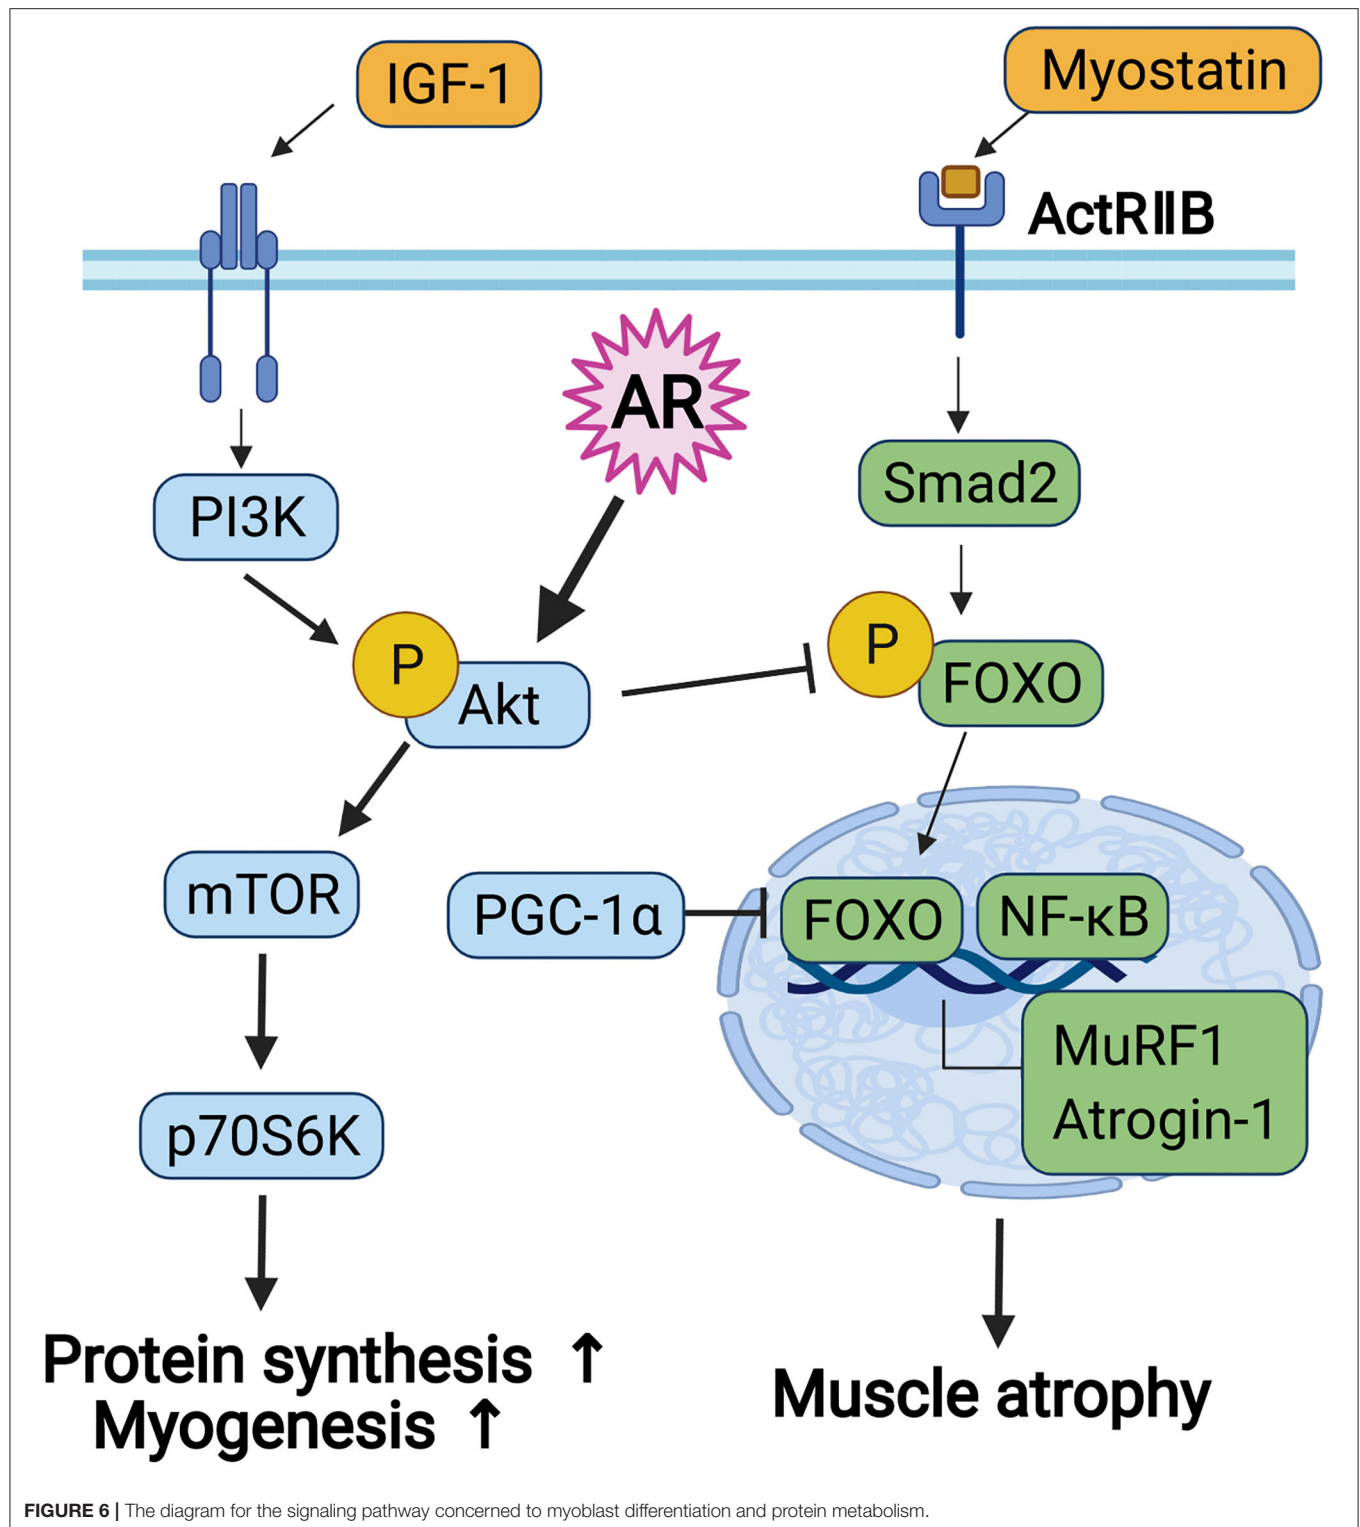 IGF-1
Myostatin
ActRⅡB
AR
PI3K
Smad2
P
Akt
P
FOXO
mTOR
PGC-1α
FOXO
NF-κB
MuRF1
Atrogin-1
p70S6K
Protein synthesis ↑
Myogenesis ↑
Muscle atrophy
FIGURE 6 | The diagram for the signaling pathway concerned to myoblast differentiation and protein metabolism.